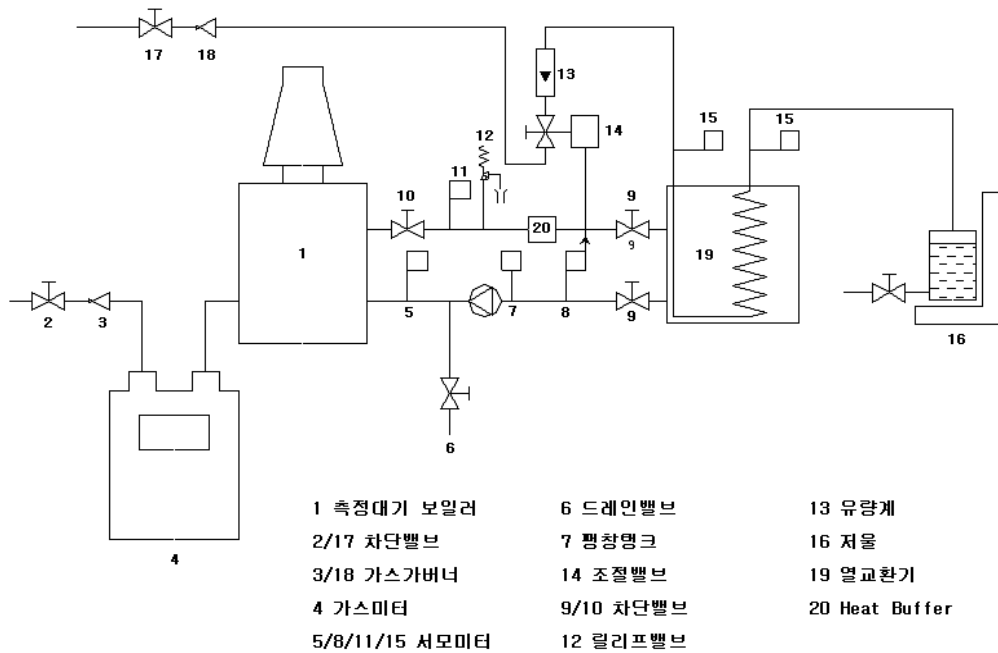 17
18
13
14
15
15
12
11
10
9
9
20
19
1
2
3
5
7
8
9
16
6
4
1 측정대기 보일러
6 드레인밸브
13 유량계
2/17 차단밸브
7 팽창탱크
16 저울
3/18 가스가버너
14 조절밸브
19 열교환기
4 가스미터
9/10 차단밸브
20 Heat Buffer
5/8/11/15 서모미터
12 릴리프밸브